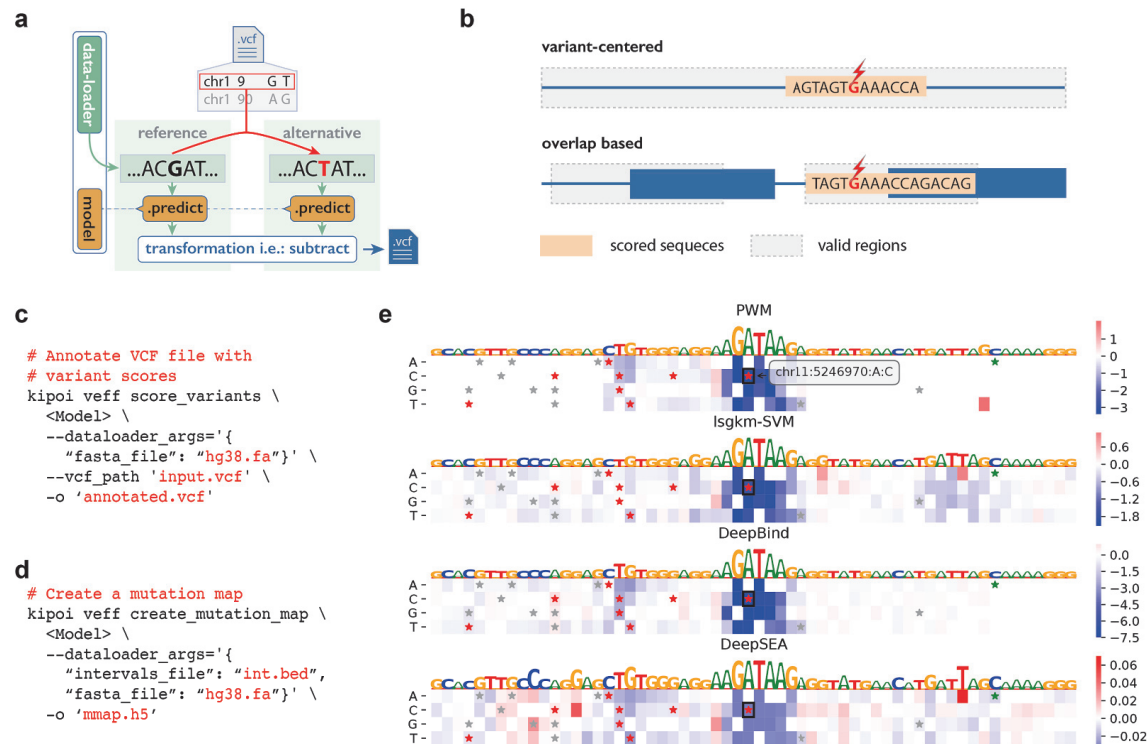 a
.vcf
chr1 9 G T
chr1 90 A G
data-loader
reference
alternative
...ACGAT...
...ACTAT...
model
.predict
.predict
transformation i.e.: subtract
.vcf
b
variant-centered
AGTAGTGAAACCA
overlap based
TAGTGAAACCAGACAG
scored sequeces
valid regions
c
# Annotate VCF file with
# variant scores
kipoi veff score_variants \
<Model> \
--dataloader_args='{
"fasta_file": "hg38.fa"}' \
--vcf_path 'input.vcf' \
-o 'annotated.vcf'
d
# Create a mutation map
kipoi veff create_mutation_map \
<Model> \
--dataloader_args='{
"intervals_file": "int.bed",
"fasta_file": "hg38.fa"}' \
-o 'mmap.h5'
e
PWM
A
C
G
T
chr11:5246970:A:C
1
0
−1
−2
−3
lsgkm-SVM
A
C
G
T
0.6
0.0
−0.6
−1.2
−1.8
DeepBind
A
C
G
T
0.0
−1.5
−3.0
−4.5
−6.0
−7.5
DeepSEA
A
C
G
T
0.06
0.04
0.02
0.00
−0.02